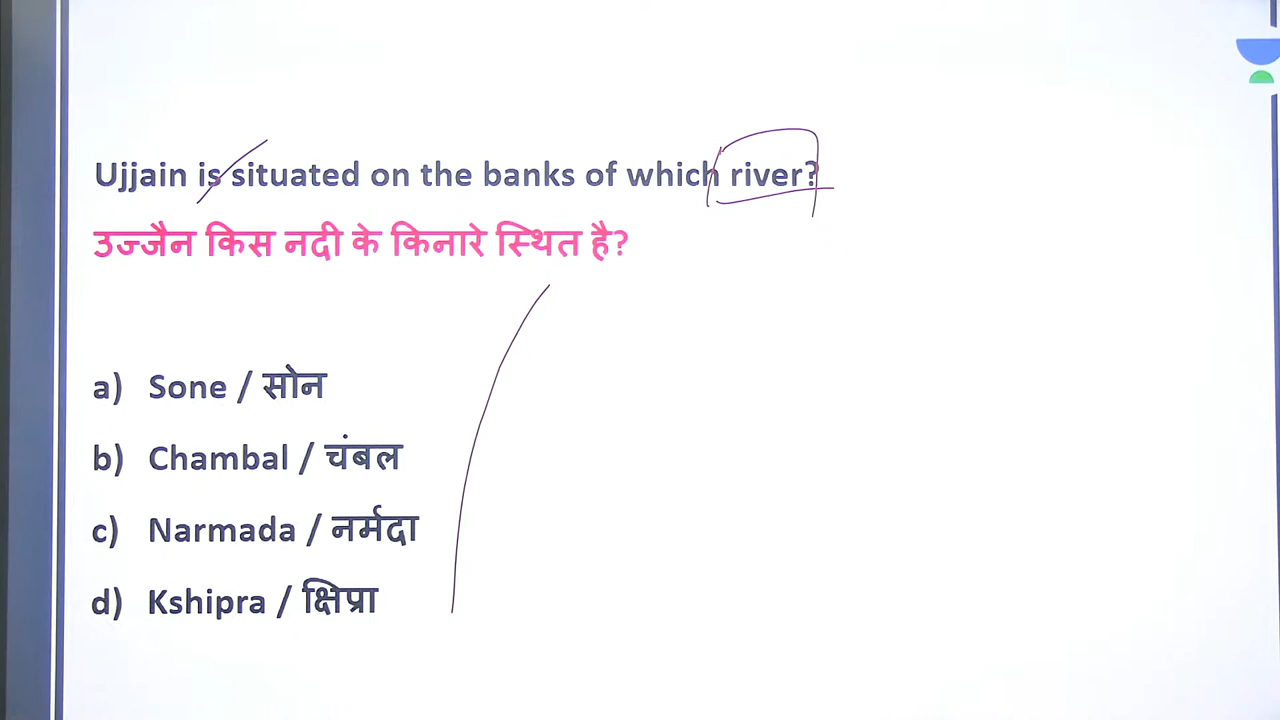 Ujjain is situated on the banks of which river?
उज्जैन किस नदी के किनारे स्थित है?
a) Sone / सोन
b) Chambal / चंबल
c) Narmada / नर्मदा
d) Kshipra / क्षिप्रा